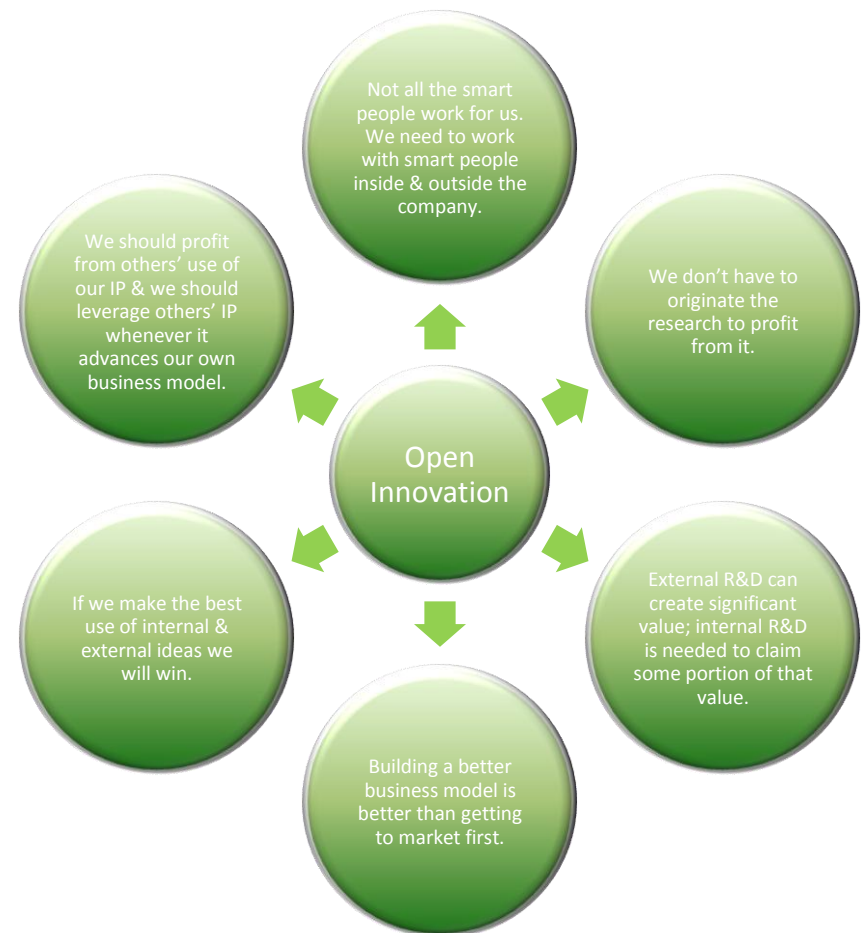 Not all the smart
people work for us.
We need to work
with smart people
inside & outside the
company.
We don’t have to
originate the
research to profit
from it.
External R&D can
create significant
value; internal R&D
is needed to claim
some portion of that
value.
Building a better
business model is
better than getting
to market first.
If we make the best
use of internal &
external ideas we
will win.
We should profit
from others’ use of
our IP & we should
leverage others’ IP
whenever it
advances our own
business model.
Open
Innovation